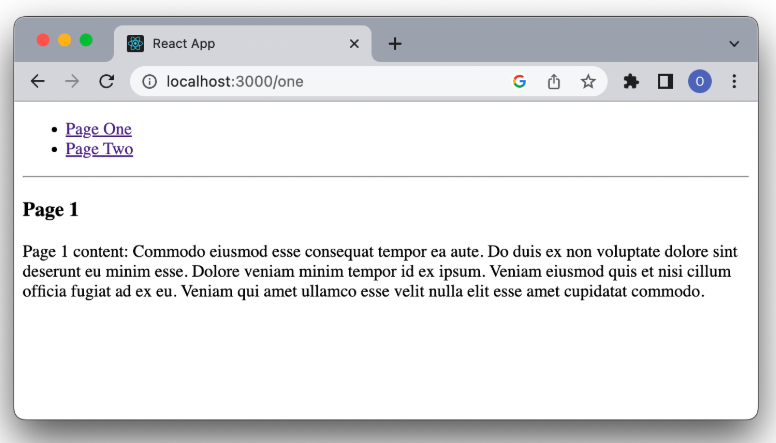 React App
localhost:3000/one
O
Page One
Page Two
Page 1
Page 1 content: Commodo eiusmod esse consequat tempor ea aute. Do duis ex non voluptate dolore sint
deserunt eu minim esse. Dolore veniam minim tempor id ex ipsum. Veniam eiusmod quis et nisi cillum
officia fugiat ad ex eu. Veniam qui amet ullamco esse velit nulla elit esse amet cupidatat commodo.